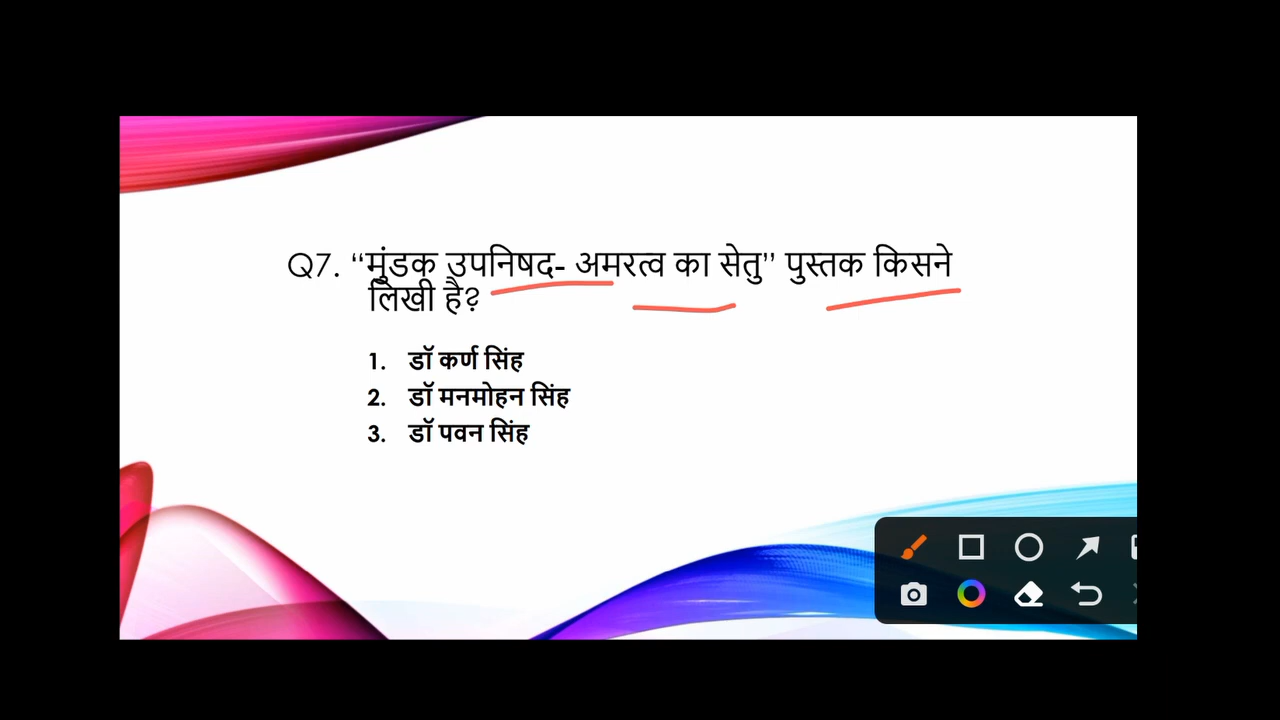 Q7. “मुंडक उपनिषद- अमरत्व का सेतु” पुस्तक किसने
लिखी है?
1. डॉ कर्ण सिंह
2. डॉ मनमोहन सिंह
3. डॉ पवन सिंह